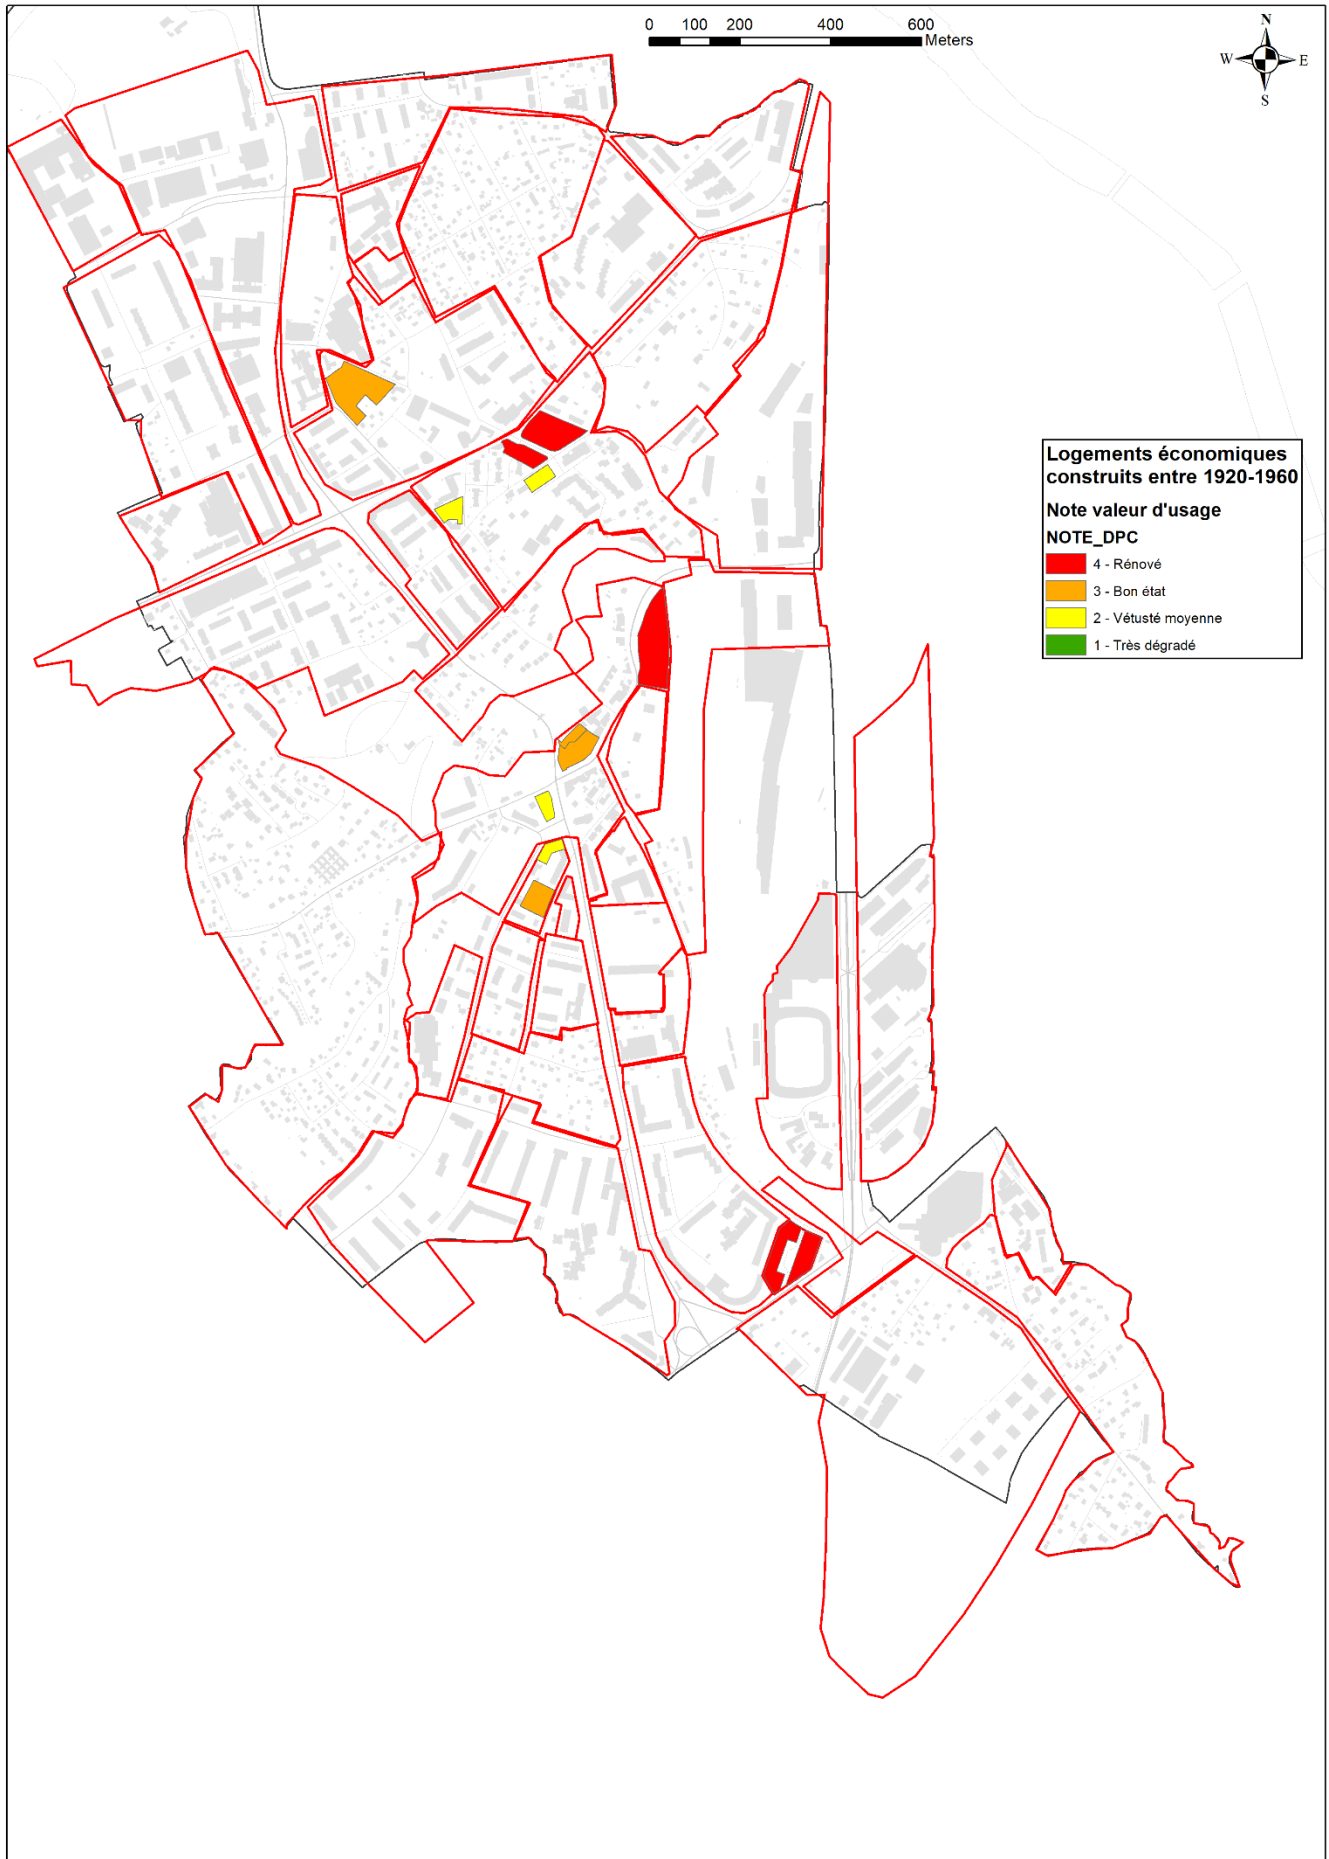 0 100 200 400 600
Meters
N
W E
S
Logements économiques
construits entre 1920-1960
Note valeur d'usage
NOTE_DPC
4 - Rénové
3 - Bon état
2 - Vétusté moyenne
1 - Très dégradé